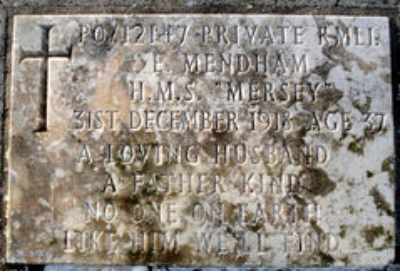 PO/12147 PRIVATE RMLI.
E. MENDHAM
H.M.S. "MERSEY"
31ST DECEMBER 1918 AGE 37
A LOVING HUSBAND
A FATHER KIND
NO ONE ON EARTH
LIKE HIM WE'LL FIND